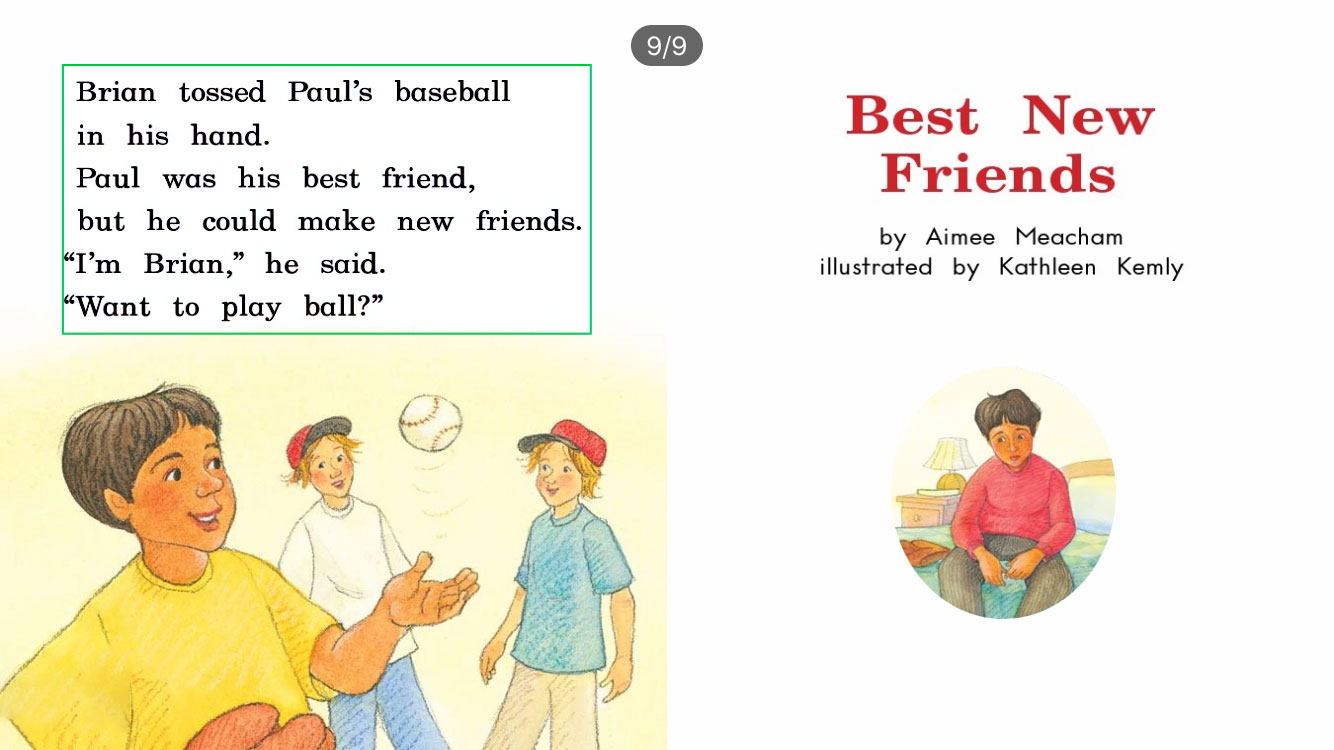 9/9
Brian tossed Paul's baseball
in his hand.
Paul was his best friend,
but he could make new friends.
“I'm Brian,” he said.
“Want to play ball?”
Best New
Friends
by Aimee Meacham
illustrated by Kathleen Kemly